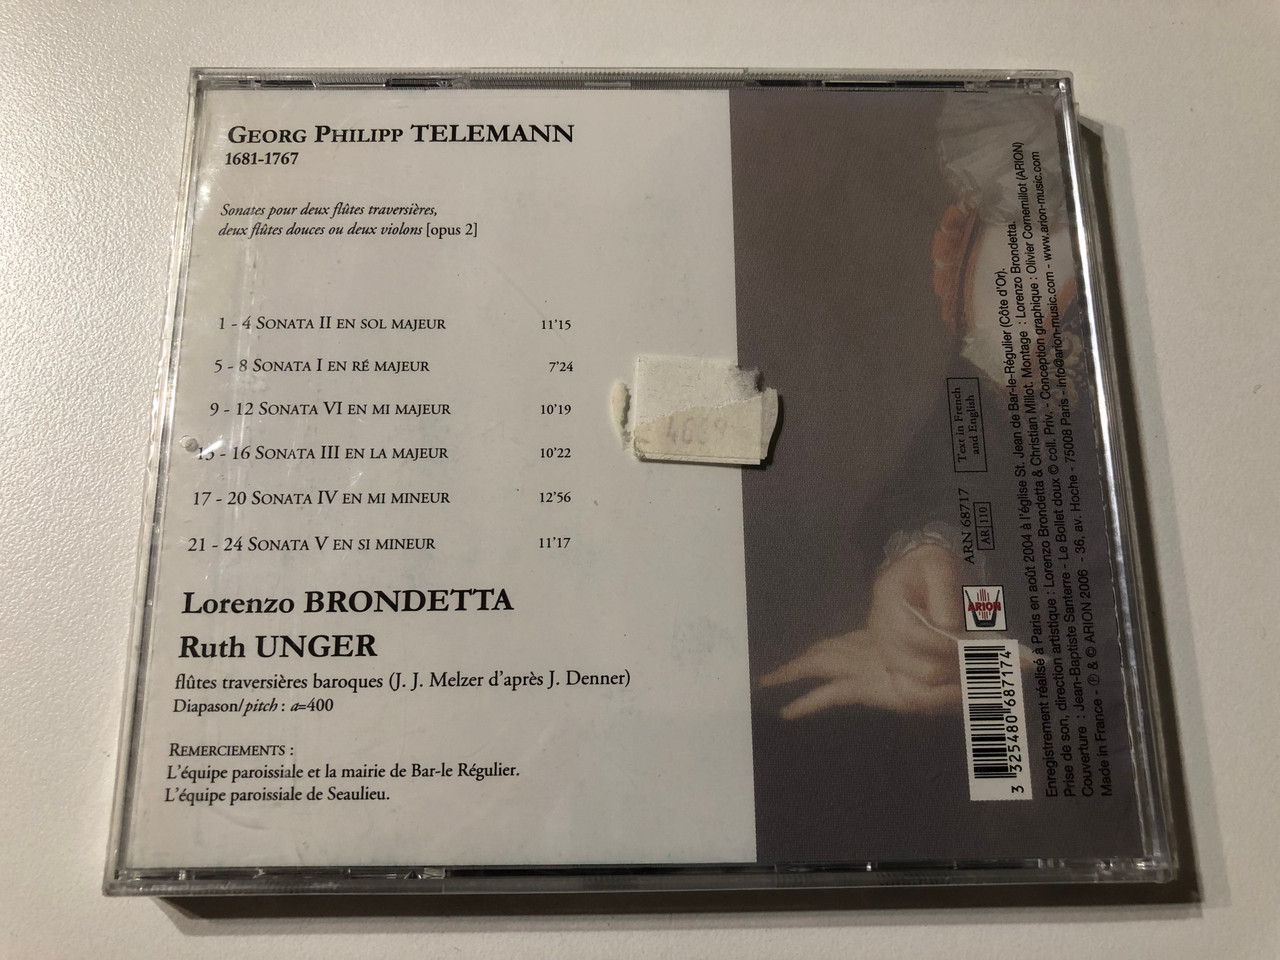 Georg Philipp TELEMANN
1681-1767
Sonates pour deux flûtes traversières,
deux flûtes douces ou deux violons [opus 2]
1 - 4 Sonata II en sol majeur 11'15
5 - 8 Sonata I en ré majeur 7'24
9 - 12 Sonata VI en mi majeur 10'19
13 - 16 Sonata III en la majeur 10'22
17 - 20 Sonata IV en mi mineur 12'56
21 - 24 Sonata V en si mineur 11'17
Lorenzo BRONDETTA
Ruth UNGER
flûtes traversières baroques (J. J. Melzer d'après J. Denner)
Diapason/pitch : a=400
Remerciements :
L'équipe paroissiale et la mairie de Bar-le Régulier.
L'équipe paroissiale de Seaulieu.
Text in French
and English
ARN 68717
AR 110
ARION
3 325480 687174
Enregistrement réalisé à Paris en août 2004 à l'église St. Jean de Bar-le-Régulier (Côte d'Or).
Prise de son, direction artistique : Lorenzo Brondetta & Christian Millot. Montage : Lorenzo Brondetta.
Couverture : Jean-Baptiste Santerre - Le Bollet doux © coll. Priv. - Conception graphique : Olivier Cornemillot (ARION)
Made in France - ℗ & © ARION 2006 - 36, av. Hoche - 75008 Paris - info@arion-music.com - www.arion-music.com